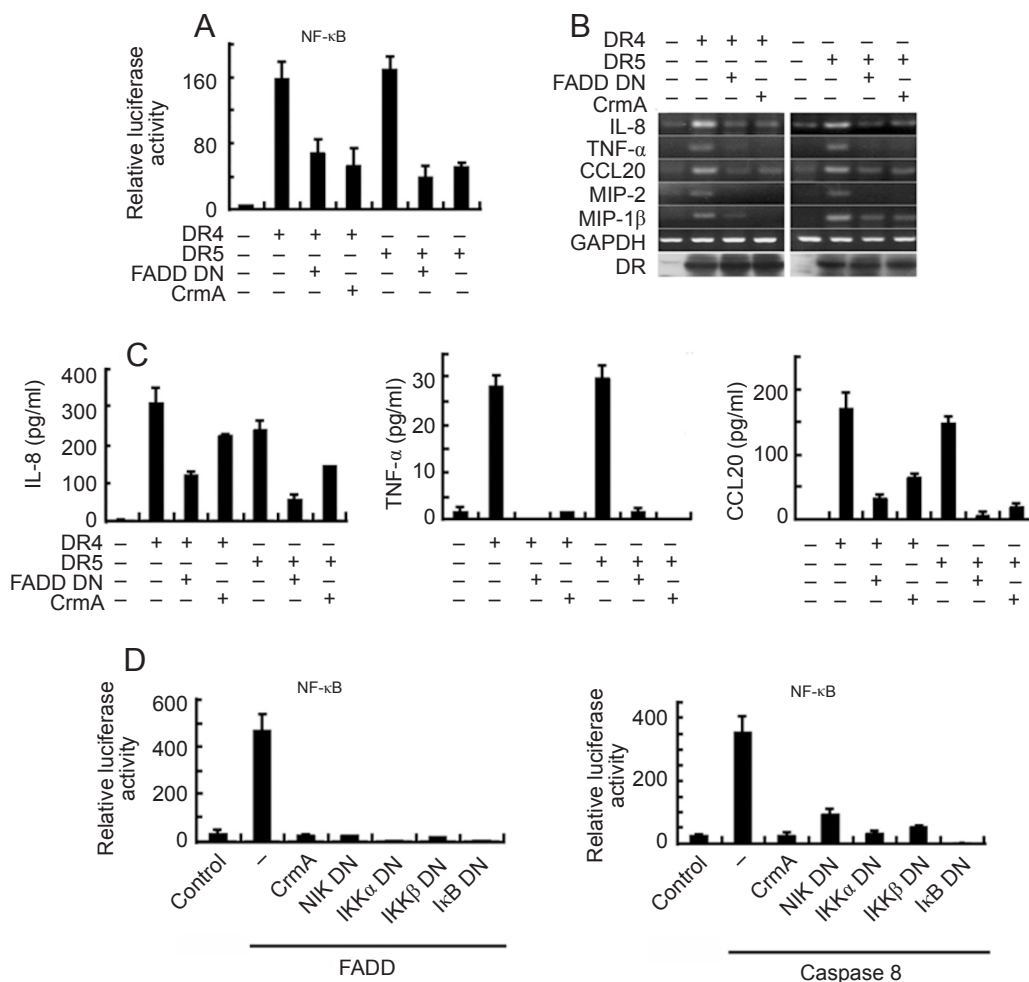 A
NF-κB
Relative luciferase
activity
160
80
0
DR4 – + + + – – –
DR5 – – – – + + +
FADD DN – – + – – + –
CrmA – – – + – – –
B
DR4 – + + +
DR5 – + + +
FADD DN – – + – – – + –
CrmA – – – + – – – +
IL-8
TNF-α
CCL20
MIP-2
MIP-1β
GAPDH
DR
C
IL-8 (pg/ml)
400
300
200
100
0
DR4 – + + + – – –
DR5 – – – – + + +
FADD DN – – + – – + –
CrmA – – – + – – +
TNF-α (pg/ml)
30
20
10
0
– + + + – – –
– – – – + + +
– – + – – + –
– – – + – – +
CCL20 (pg/ml)
200
100
0
– + + + – – –
– – – – + + +
– – + – – + –
– – – + – – +
D
NF-κB
Relative luciferase
activity
600
400
200
0
Control
–
CrmA
NIK DN
IKKα DN
IKKβ DN
IκB DN
FADD
NF-κB
Relative luciferase
activity
400
200
0
Control
–
CrmA
NIK DN
IKKα DN
IKKβ DN
IκB DN
Caspase 8